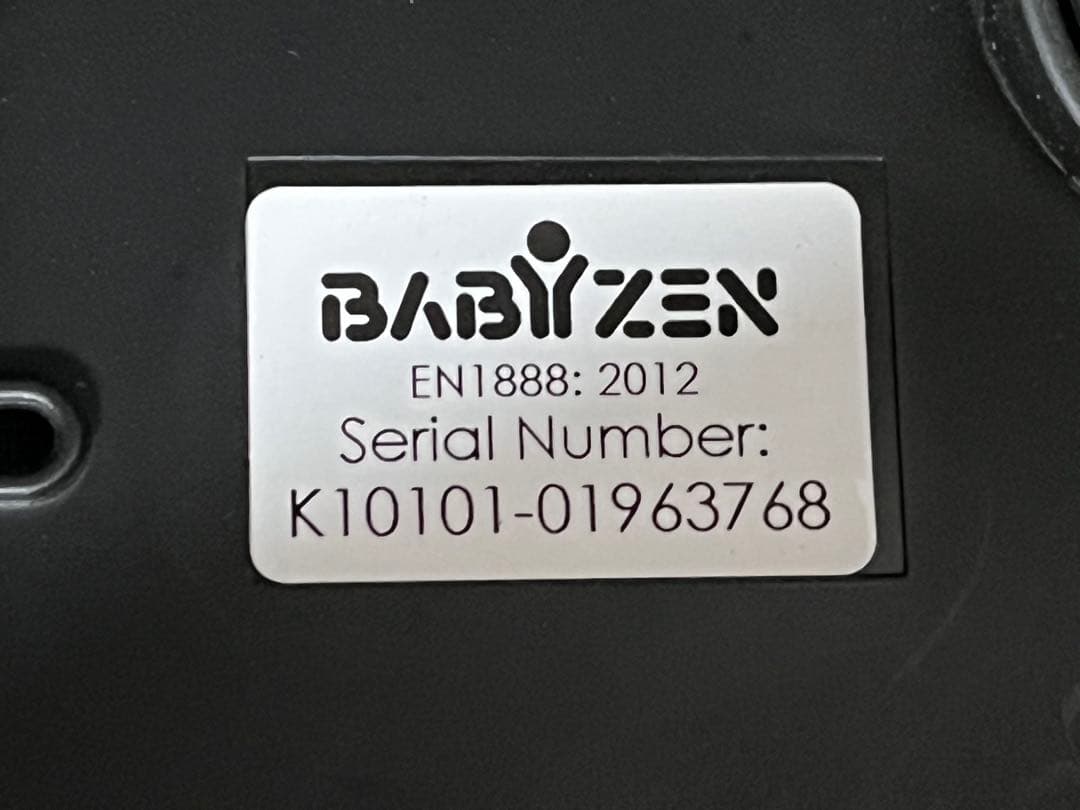 BABYZEN
EN1888: 2012
Serial Number:
K10101-01963768